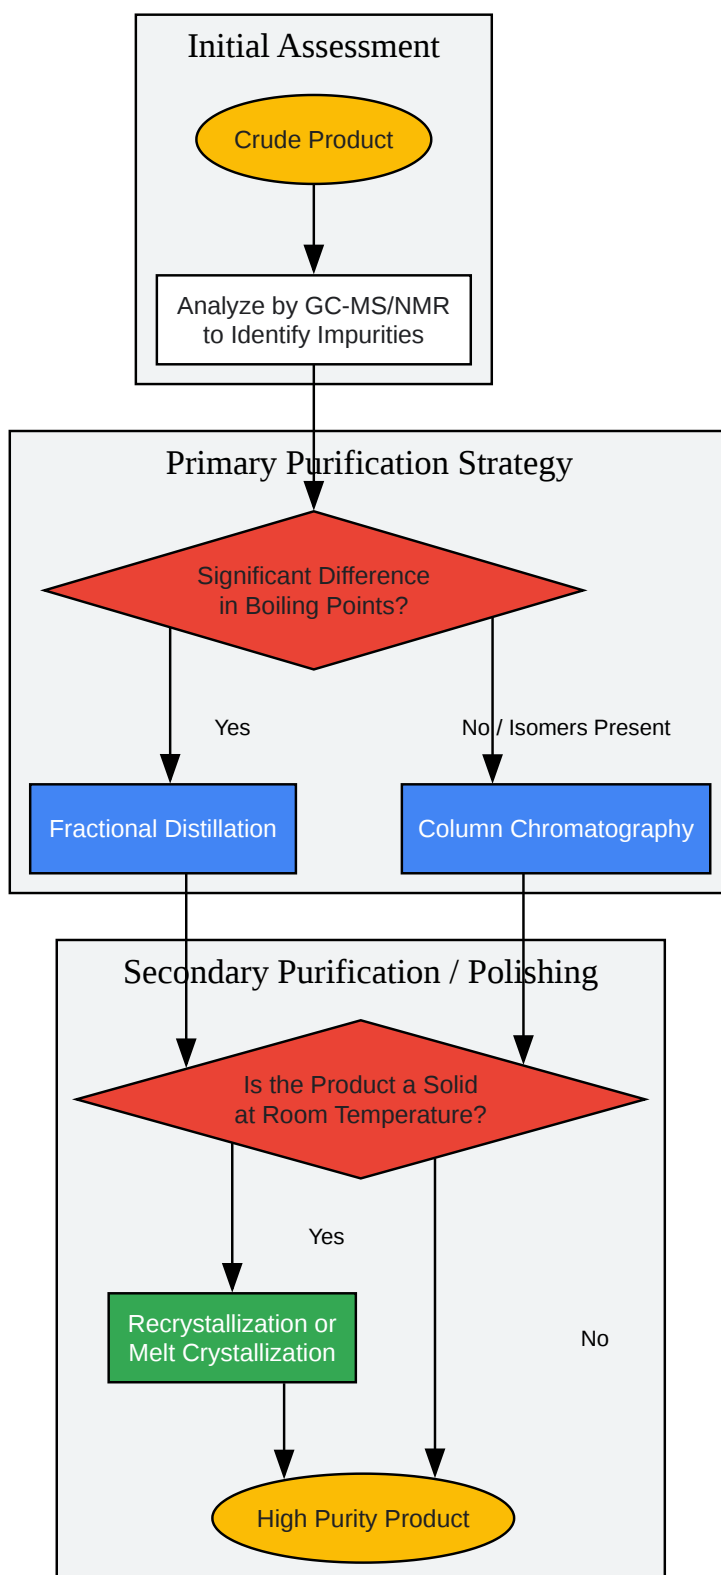 Initial Assessment
Crude Product
Analyze by GC-MS/NMR
to Identify Impurities
Primary Purification Strategy
Significant Difference
in Boiling Points?
Yes
No / Isomers Present
Fractional Distillation
Column Chromatography
Secondary Purification / Polishing
Is the Product a Solid
at Room Temperature?
Yes
Recrystallization or
Melt Crystallization
No
High Purity Product